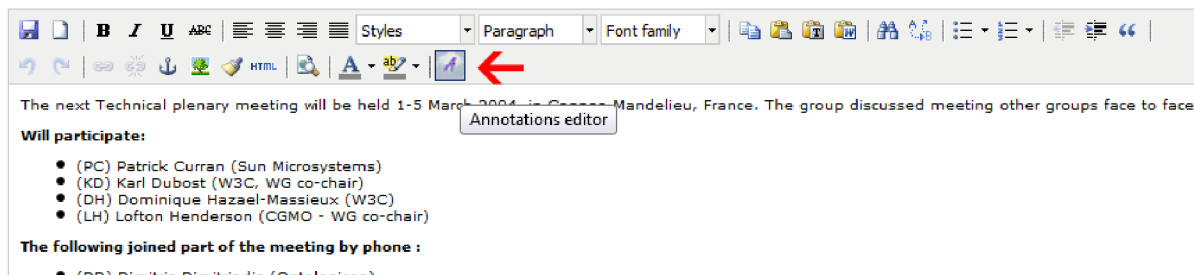 B I U ABC Styles Paragraph Font family
HTML A ab A
The next Technical plenary meeting will be held 1-5 March 2004, in Cannes Mandelieu, France. The group discussed meeting other groups face to face
Annotations editor
Will participate:
(PC) Patrick Curran (Sun Microsystems)
(KD) Karl Dubost (W3C, WG co-chair)
(DH) Dominique Hazael-Massieux (W3C)
(LH) Lofton Henderson (CGMO - WG co-chair)
The following joined part of the meeting by phone :